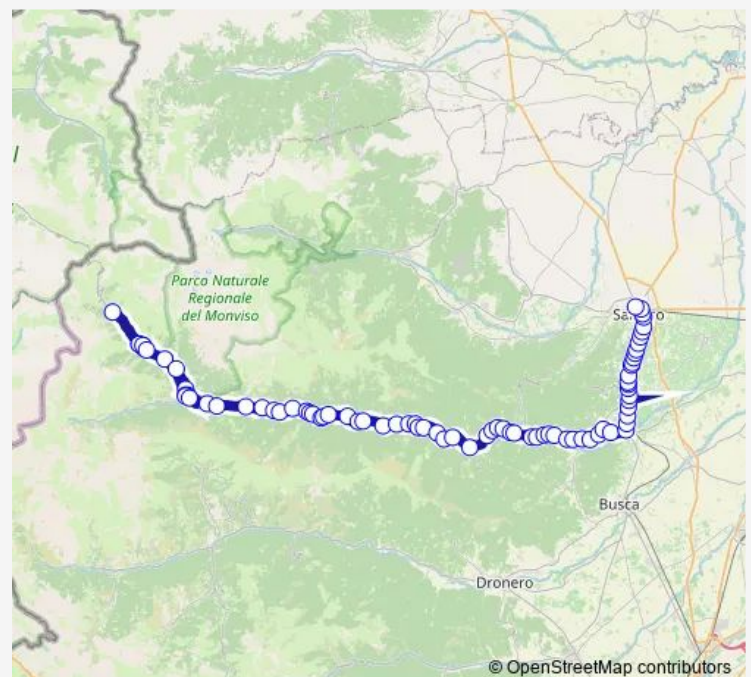 Parco Naturale
Regionale
del Monviso
Busca
Dronero
© OpenStreetMap contributors